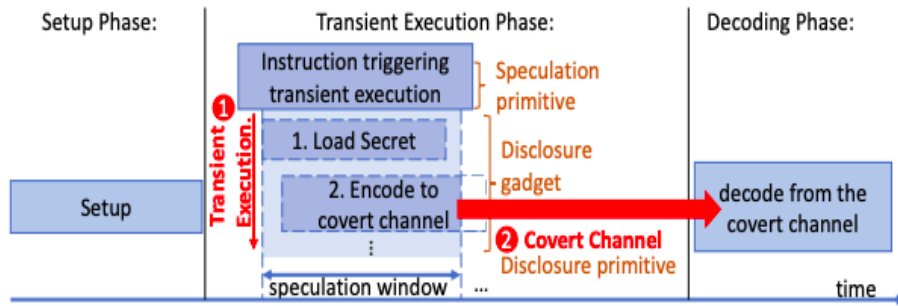 Setup Phase:
Transient Execution Phase:
Decoding Phase:
Instruction triggering
transient execution
Speculation
primitive
❶
Transient
Execution.
1. Load Secret
Disclosure
gadget
2. Encode to
covert channel
⋮
Setup
decode from the
covert channel
❷ Covert Channel
Disclosure primitive
speculation window
...
time